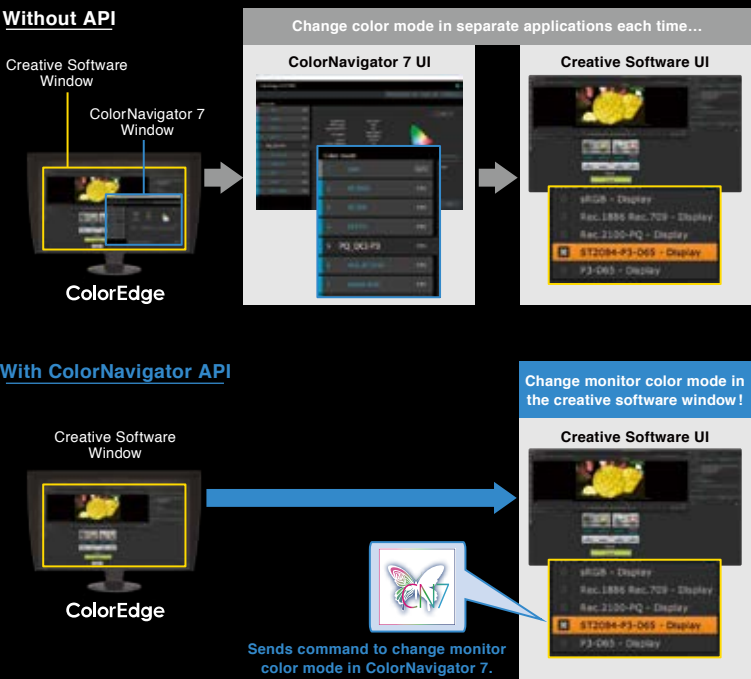 Without API
Change color mode in separate applications each time…
Creative Software
Window
ColorNavigator 7
Window
ColorEdge
ColorNavigator 7 UI
PQ_DCI-P3
Creative Software UI
sRGB - Display
Rec.1886 Rec.709 - Display
Rec.2100-PQ - Display
ST2084-P3-D65 - Display
P3-D65 - Display
With ColorNavigator API
Change monitor color mode in
the creative software window!
Creative Software
Window
ColorEdge
CN7
Sends command to change monitor
color mode in ColorNavigator 7.
Creative Software UI
sRGB - Display
Rec.1886 Rec.709 - Display
Rec.2100-PQ - Display
ST2084-P3-D65 - Display
P3-D65 - Display